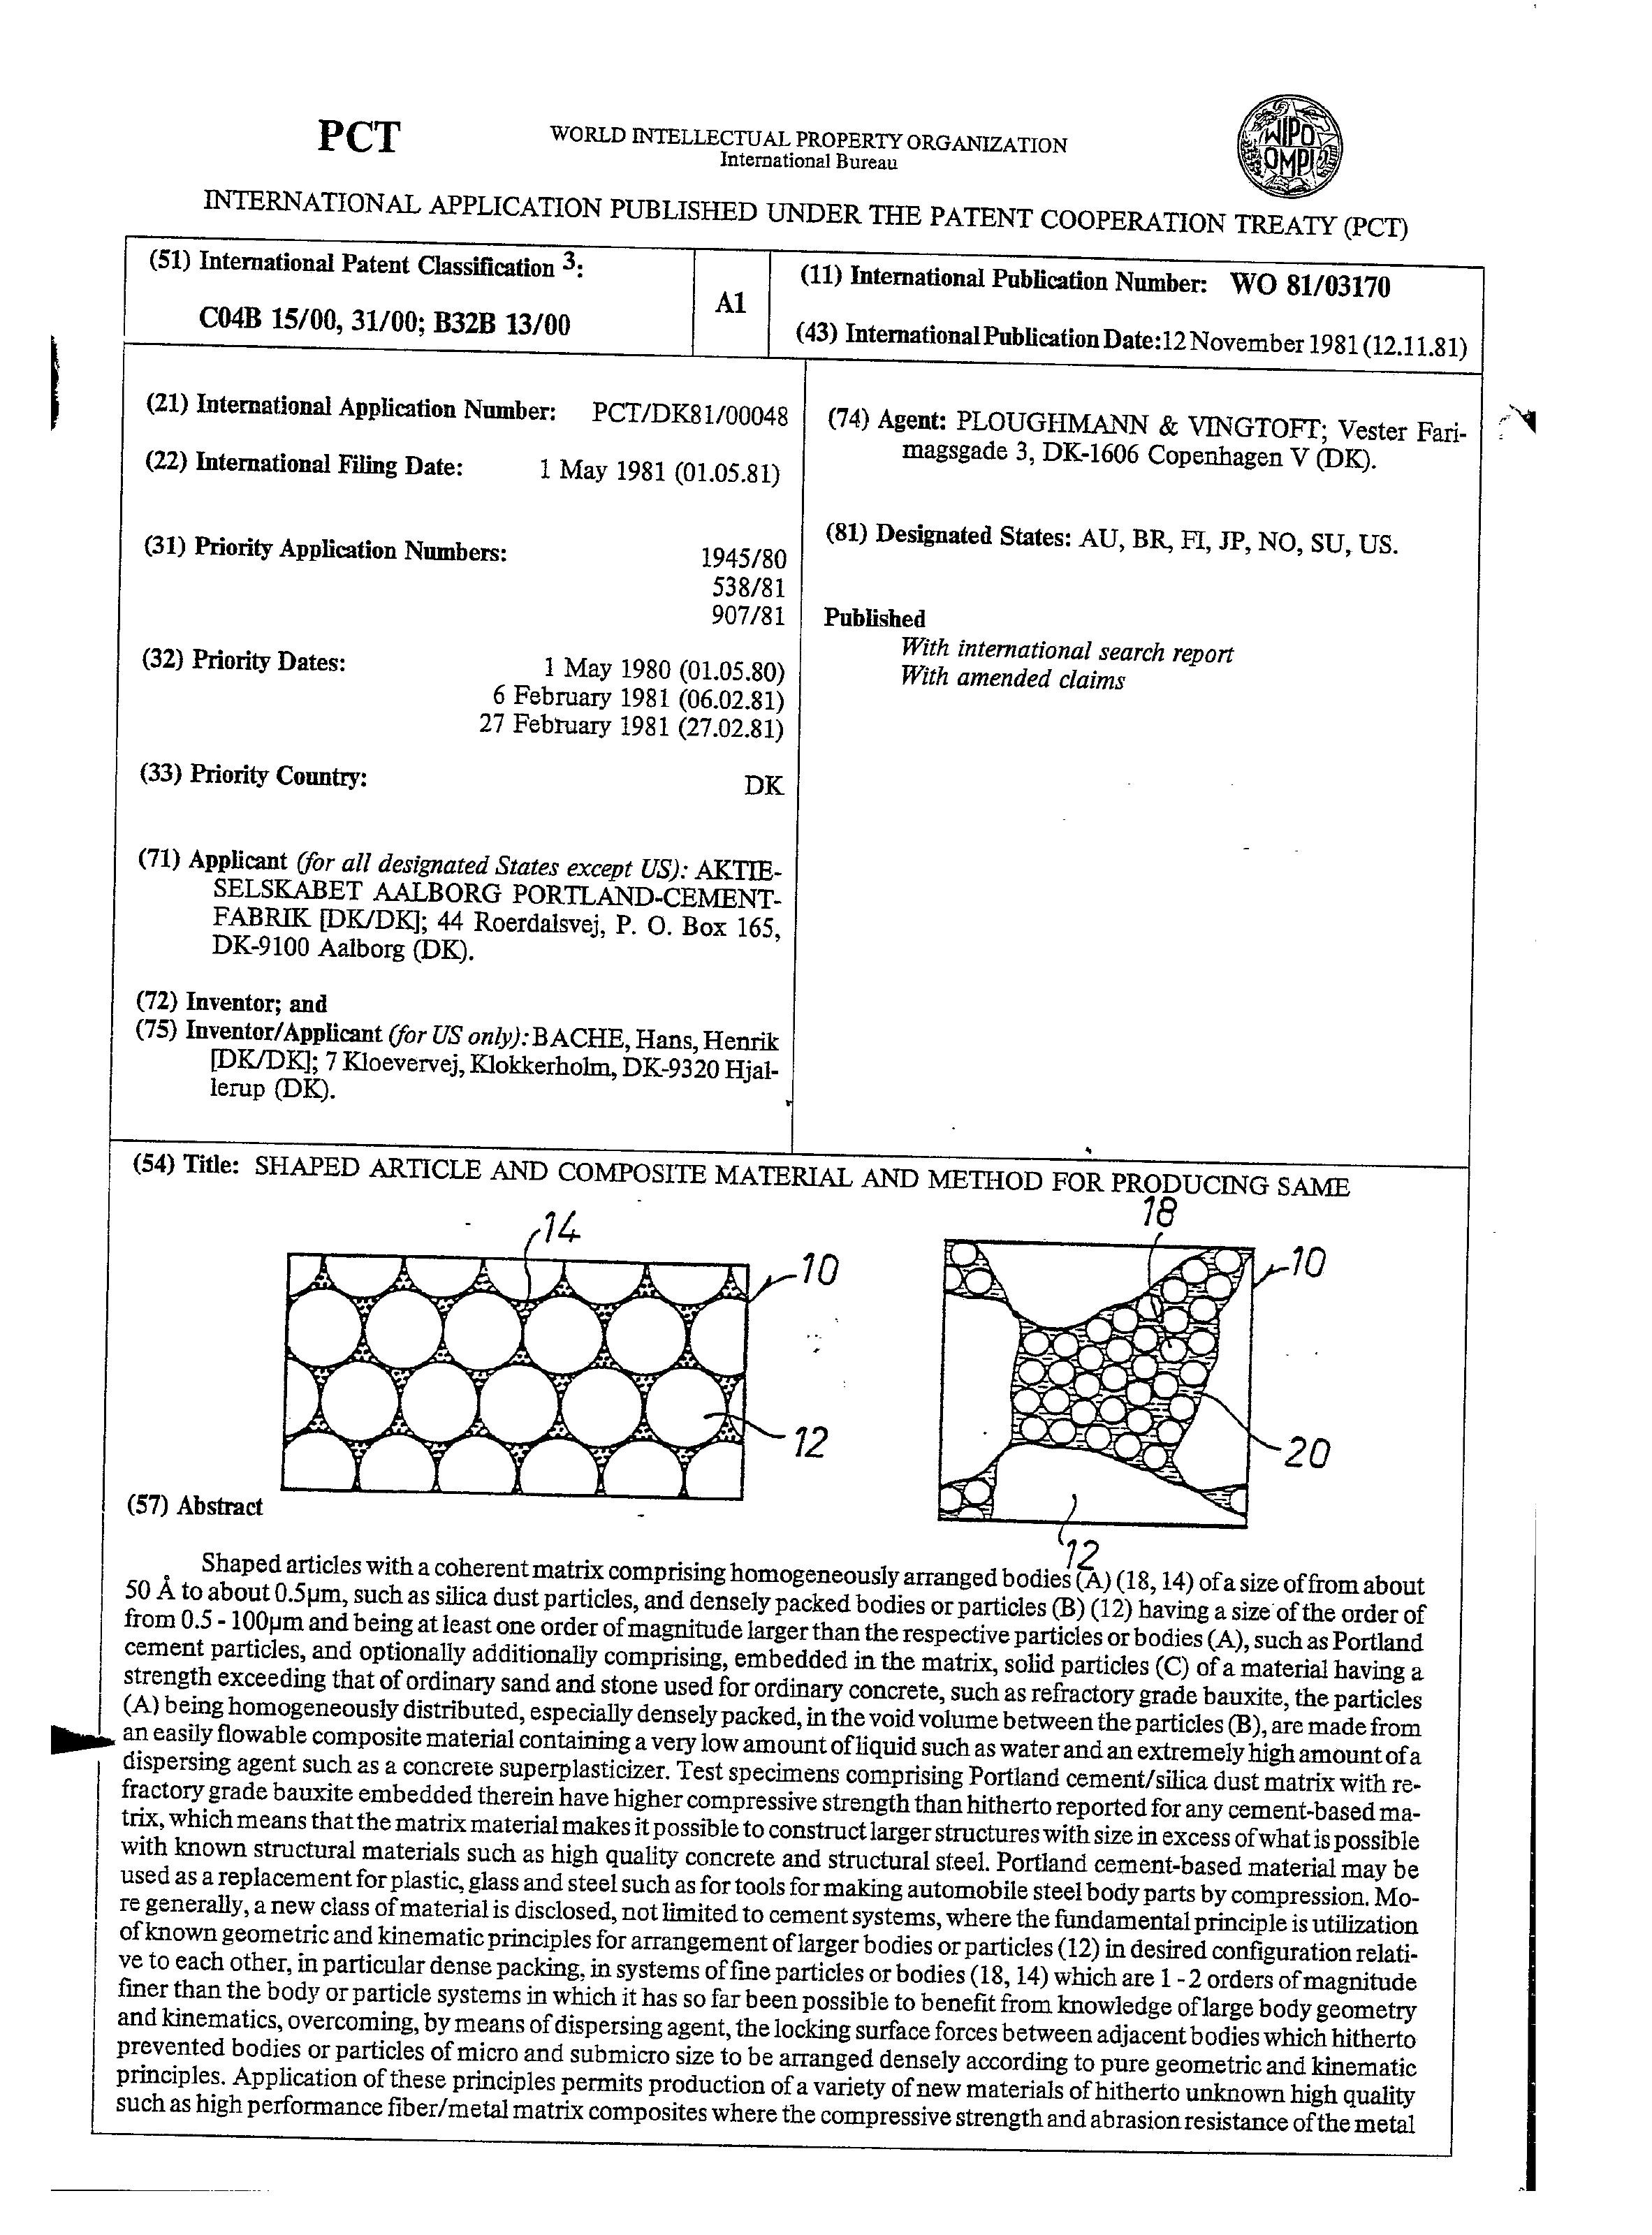 PCT
WORLD INTELLECTUAL PROPERTY ORGANIZATION
International Bureau
WIPO
OMPI
INTERNATIONAL APPLICATION PUBLISHED UNDER THE PATENT COOPERATION TREATY (PCT)
(51) International Patent Classification 3:
C04B 15/00, 31/00; B32B 13/00
A1
(11) International Publication Number: WO 81/03170
(43) International Publication Date: 12 November 1981 (12.11.81)
(21) International Application Number: PCT/DK81/00048
(22) International Filing Date: 1 May 1981 (01.05.81)
(31) Priority Application Numbers: 1945/80
538/81
907/81
(32) Priority Dates: 1 May 1980 (01.05.80)
6 February 1981 (06.02.81)
27 February 1981 (27.02.81)
(33) Priority Country: DK
(71) Applicant (for all designated States except US): AKTIE-
SELSKABET AALBORG PORTLAND-CEMENT-
FABRIK [DK/DK]; 44 Roerdalsvej, P. O. Box 165,
DK-9100 Aalborg (DK).
(72) Inventor; and
(75) Inventor/Applicant (for US only): BACHE, Hans, Henrik
[DK/DK]; 7 Kloevervej, Klokkerholm, DK-9320 Hjal-
lerup (DK).
(74) Agent: PLOUGHMANN & VINGTOFT; Vester Fari-
magsgade 3, DK-1606 Copenhagen V (DK).
(81) Designated States: AU, BR, FI, JP, NO, SU, US.
Published
With international search report
With amended claims
(54) Title: SHAPED ARTICLE AND COMPOSITE MATERIAL AND METHOD FOR PRODUCING SAME
14
10
12
18
10
20
12
(57) Abstract
Shaped articles with a coherent matrix comprising homogeneously arranged bodies (A) (18, 14) of a size of from about
50 Å to about 0.5µm, such as silica dust particles, and densely packed bodies or particles (B) (12) having a size of the order of
from 0.5 - 100µm and being at least one order of magnitude larger than the respective particles or bodies (A), such as Portland
cement particles, and optionally additionally comprising, embedded in the matrix, solid particles (C) of a material having a
strength exceeding that of ordinary sand and stone used for ordinary concrete, such as refractory grade bauxite, the particles
(A) being homogeneously distributed, especially densely packed, in the void volume between the particles (B), are made from
an easily flowable composite material containing a very low amount of liquid such as water and an extremely high amount of a
dispersing agent such as a concrete superplasticizer. Test specimens comprising Portland cement/silica dust matrix with re-
fractory grade bauxite embedded therein have higher compressive strength than hitherto reported for any cement-based ma-
trix, which means that the matrix material makes it possible to construct larger structures with size in excess of what is possible
with known structural materials such as high quality concrete and structural steel. Portland cement-based material may be
used as a replacement for plastic, glass and steel such as for tools for making automobile steel body parts by compression. Mo-
re generally, a new class of material is disclosed, not limited to cement systems, where the fundamental principle is utilization
of known geometric and kinematic principles for arrangement of larger bodies or particles (12) in desired configuration relati-
ve to each other, in particular dense packing, in systems of fine particles or bodies (18, 14) which are 1 - 2 orders of magnitude
finer than the body or particle systems in which it has so far been possible to benefit from knowledge of large body geometry
and kinematics, overcoming, by means of dispersing agent, the locking surface forces between adjacent bodies which hitherto
prevented bodies or particles of micro and submicro size to be arranged densely according to pure geometric and kinematic
principles. Application of these principles permits production of a variety of new materials of hitherto unknown high quality
such as high performance fiber/metal matrix composites where the compressive strength and abrasion resistance of the metal